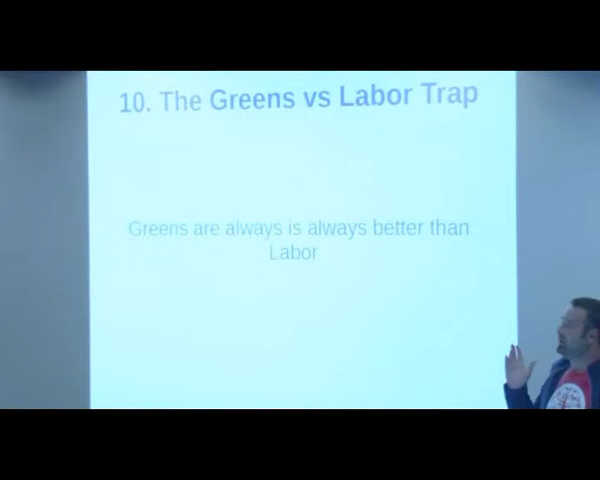 10. The Greens vs Labor Trap
Greens are always is always better than
Labor